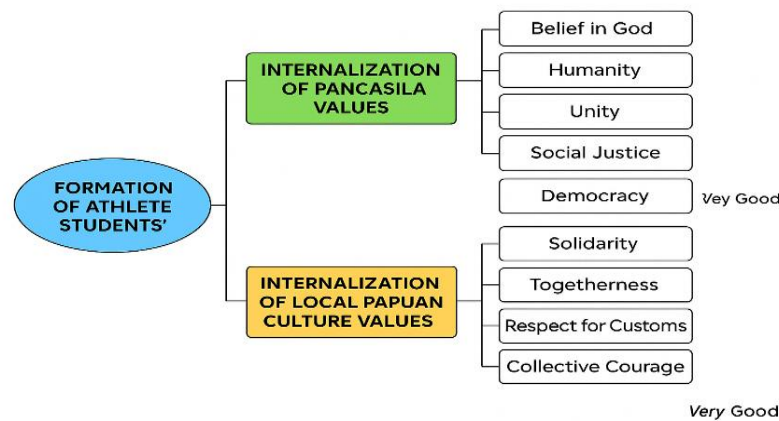 FORMATION
OF ATHLETE
STUDENTS'
INTERNALIZATION
OF PANCASILA
VALUES
Belief in God
Humanity
Unity
Social Justice
Democracy
Vey Good
INTERNALIZATION
OF LOCAL PAPUAN
CULTURE VALUES
Solidarity
Togetherness
Respect for Customs
Collective Courage
Very Good